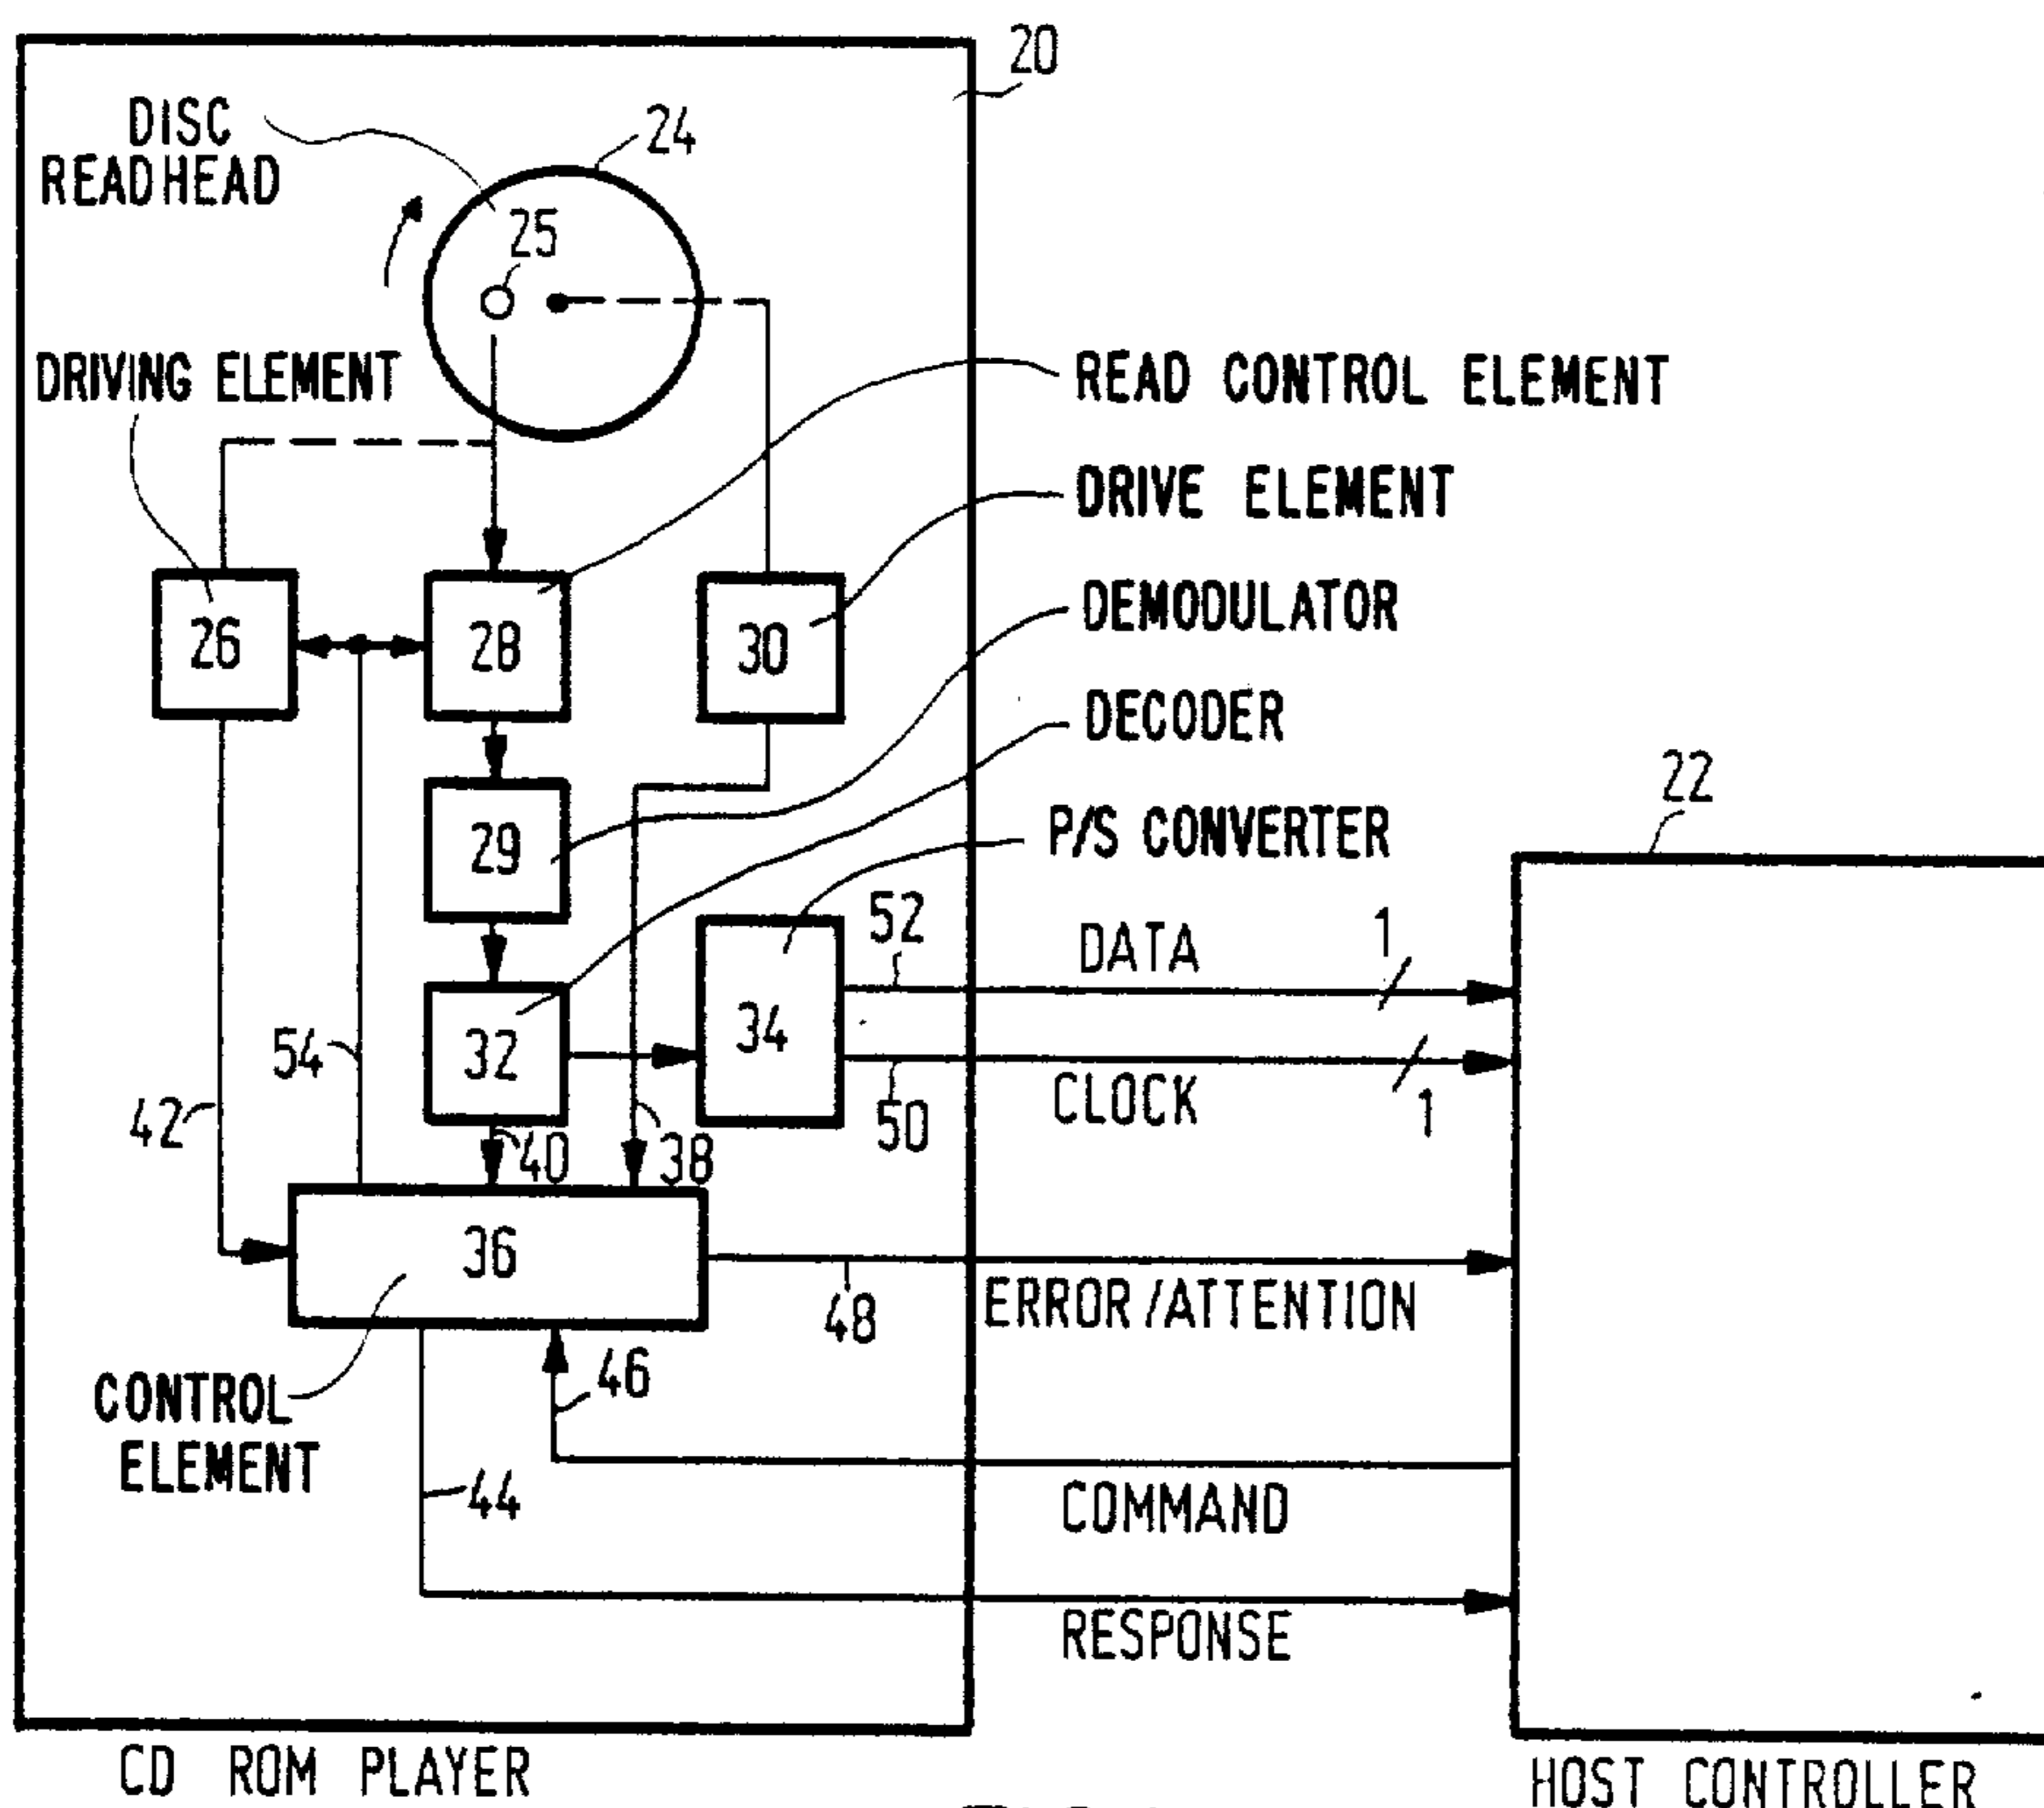 20
DISC
READHEAD
24
25
DRIVING ELEMENT
READ CONTROL ELEMENT
DRIVE ELEMENT
DEMODULATOR
DECODER
P/S CONVERTER
26
28
30
29
22
52
DATA
1
34
32
54
42
50
CLOCK
1
40
38
36
48
ERROR/ATTENTION
46
CONTROL
ELEMENT
44
COMMAND
RESPONSE
CD ROM PLAYER
HOST CONTROLLER